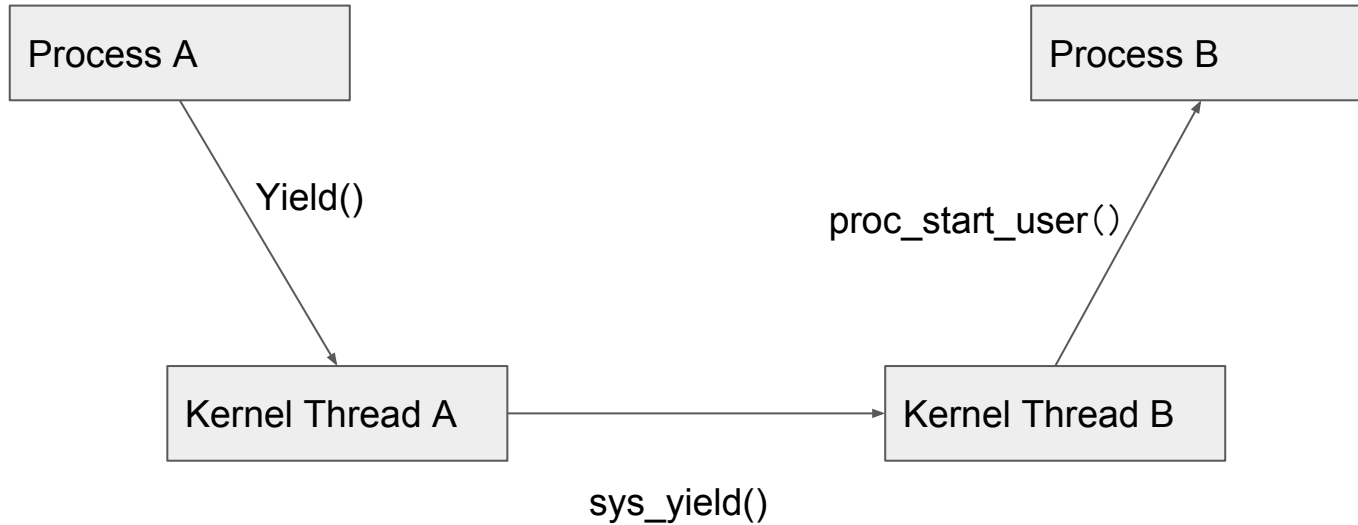 Process A
Process B
Yield()
proc_start_user()
Kernel Thread A
Kernel Thread B
sys_yield()